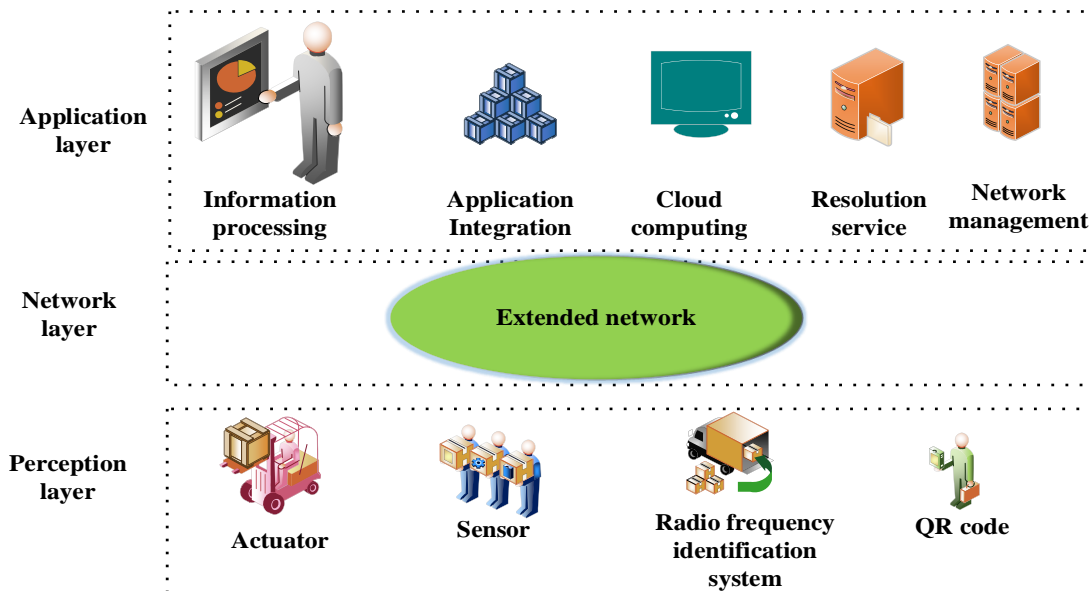 Application
layer
Information
processing
Application
Integration
Cloud
computing
Resolution
service
Network
management
Network
layer
Extended network
Perception
layer
Actuator
Sensor
Radio frequency
identification
system
QR code